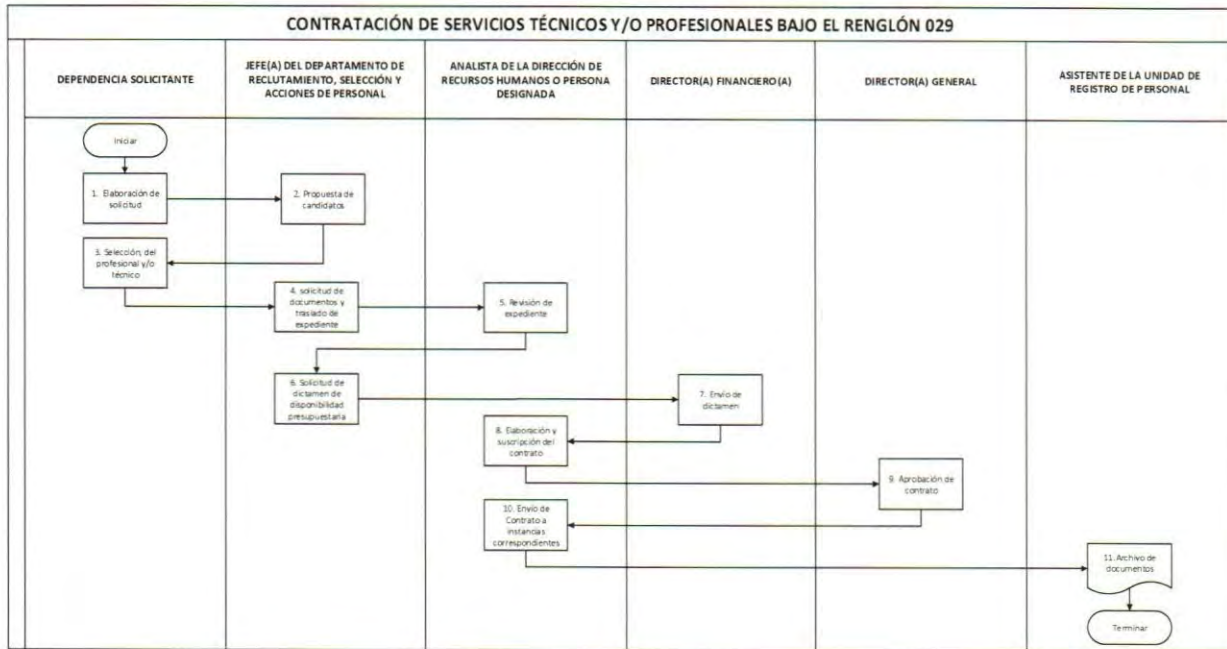 CONTRATACIÓN DE SERVICIOS TÉCNICOS Y/O PROFESIONALES BAJO EL RENGLÓN 029
DEPENDENCIA SOLICITANTE
JEFE(A) DEL DEPARTAMENTO DE
RECLUTAMIENTO, SELECCIÓN Y
ACCIONES DE PERSONAL
ANALISTA DE LA DIRECCIÓN DE
RECURSOS HUMANOS O PERSONA
DESIGNADA
DIRECTOR(A) FINANCIERO(A)
DIRECTOR(A) GENERAL
ASISTENTE DE LA UNIDAD DE
REGISTRO DE PERSONAL
Iniciar
1. Elaboración de
solicitud
2. Propuesta de
candidatos
3. Selección, del
profesional y/o
técnico
4. solicitud de
documentos y
traslado de
expediente
5. Revisión de
expediente
6. Solicitud de
dictamen de
disponibilidad
presupuestaria
7. Envío de
dictamen
8. Elaboración y
suscripción del
contrato
9. Aprobación de
contrato
10. Envío de
Contrato a
instancias
correspondientes
11. Archivo de
documentos
Terminar